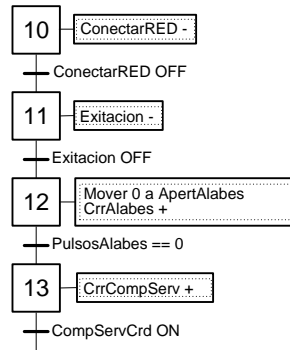 10
ConectarRED -
ConectarRED OFF
11
Exitacion -
Exitacion OFF
12
Mover 0 a ApertAlabes
CrrAlabes +
PulsosAlabes == 0
13
CrrCompServ +
CompServCrd ON